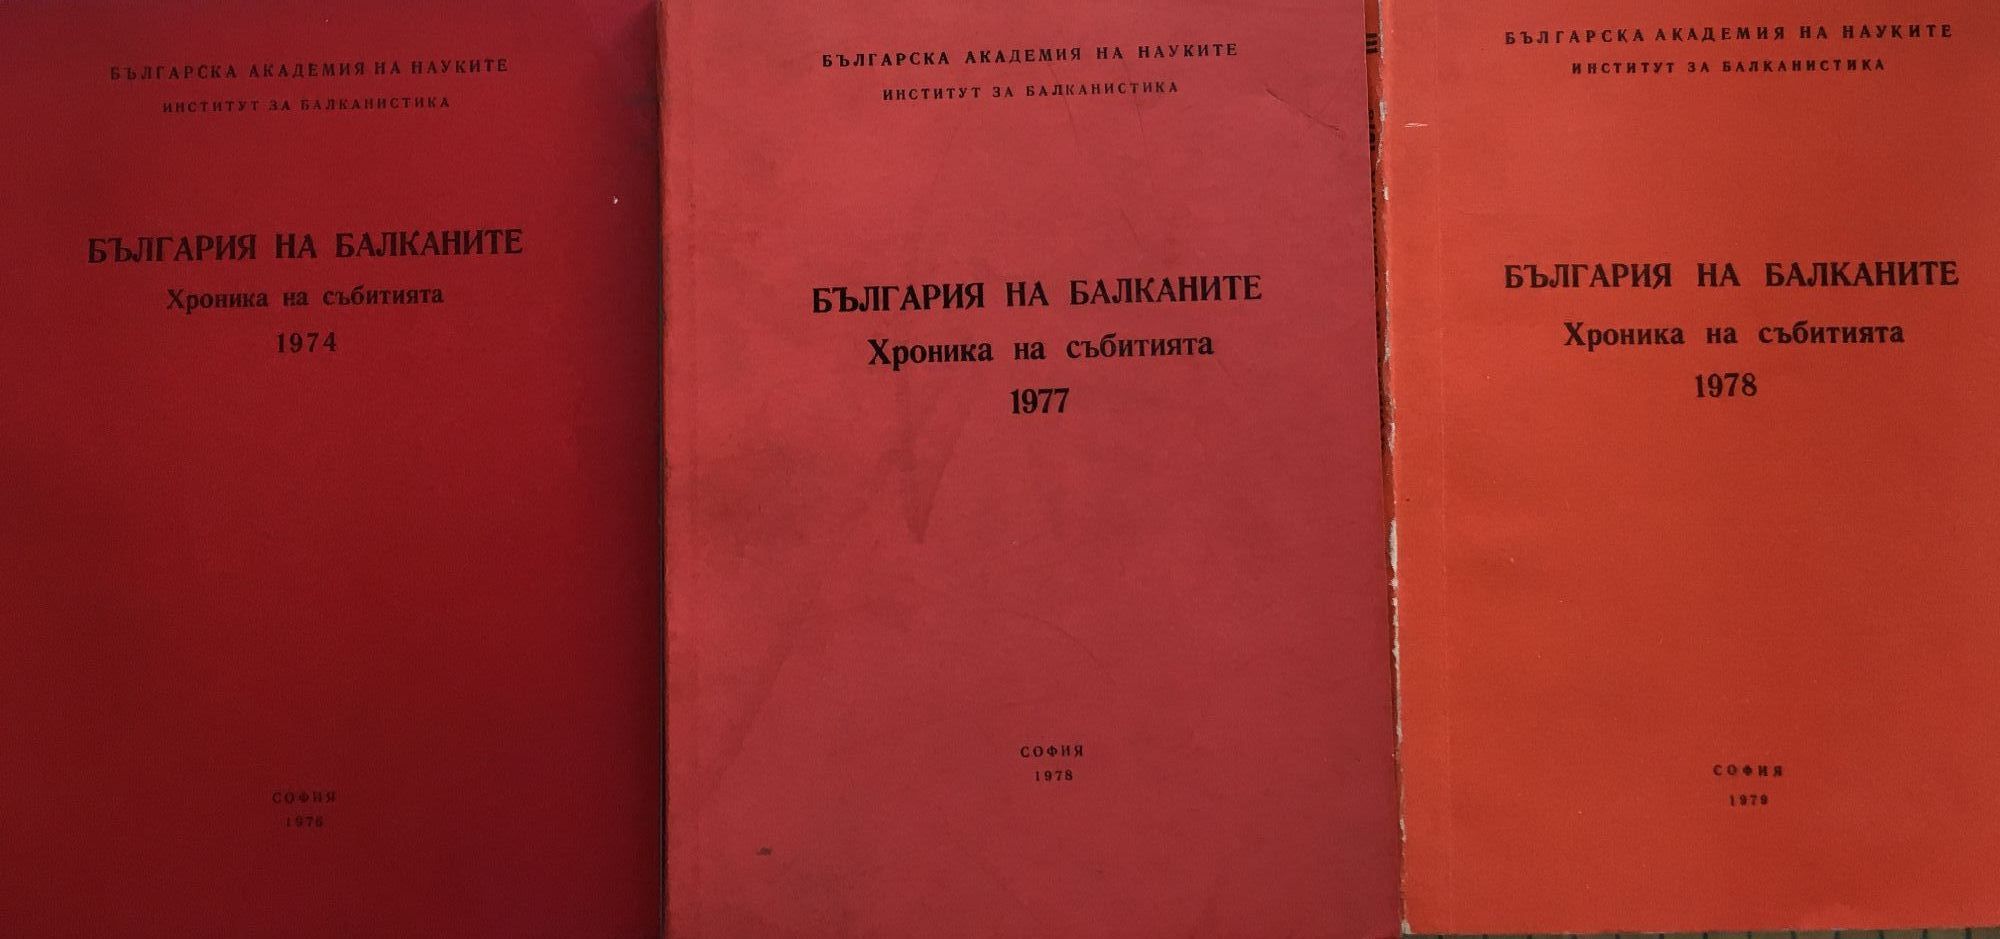 БЪЛГАРСКА АКАДЕМИЯ НА НАУКИТЕ
ИНСТИТУТ ЗА БАЛКАНИСТИКА
БЪЛГАРИЯ НА БАЛКАНИТЕ
Хроника на събитията
1974
СОФИЯ
БЪЛГАРСКА АКАДЕМИЯ НА НАУКИТЕ
ИНСТИТУТ ЗА БАЛКАНИСТИКА
БЪЛГАРИЯ НА БАЛКАНИТЕ
Хроника на събитията
1977
СОФИЯ
1978
БЪЛГАРСКА АКАДЕМИЯ НА НАУКИТЕ
ИНСТИТУТ ЗА БАЛКАНИСТИКА
БЪЛГАРИЯ НА БАЛКАНИТЕ
Хроника на събитията
1978
СОФИЯ
1979